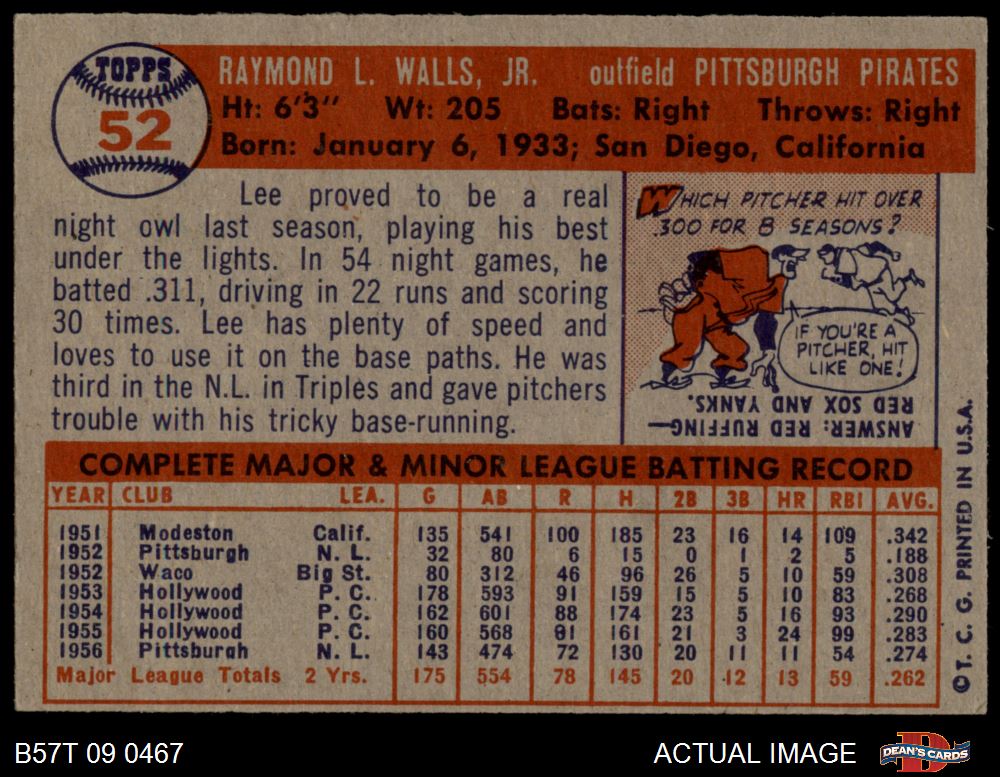 TOPPS
52
RAYMOND L. WALLS, JR. outfield PITTSBURGH PIRATES
Ht: 6'3" Wt: 205 Bats: Right Throws: Right
Born: January 6, 1933; San Diego, California
Lee proved to be a real
night owl last season, playing his best
under the lights. In 54 night games, he
batted .311, driving in 22 runs and scoring
30 times. Lee has plenty of speed and
loves to use it on the base paths. He was
third in the N.L. in Triples and gave pitchers
trouble with his tricky base-running.
WHICH PITCHER HIT OVER
.300 FOR 8 SEASONS?
IF YOU'RE A
PITCHER, HIT
LIKE ONE!
ANSWER: RED RUFFING—
RED SOX AND YANKS.
COMPLETE MAJOR & MINOR LEAGUE BATTING RECORD
YEAR CLUB LEA. G AB R H 2B 3B HR RBI AVG.
1951 Modeston Calif. 135 541 100 185 23 16 14 109 .342
1952 Pittsburgh N. L. 32 80 6 15 0 1 2 5 .188
1952 Waco Big St. 80 312 46 96 26 5 10 59 .308
1953 Hollywood P. C. 178 593 91 159 15 5 10 83 .268
1954 Hollywood P. C. 162 601 88 174 23 5 16 93 .290
1955 Hollywood P. C. 160 568 81 161 21 3 24 99 .283
1956 Pittsburgh N. L. 143 474 72 130 20 11 11 54 .274
Major League Totals 2 Yrs. 175 554 78 145 20 12 13 59 .262
©T. C. G. PRINTED IN U.S.A.
B57T 09 0467
ACTUAL IMAGE
DEAN'S CARDS